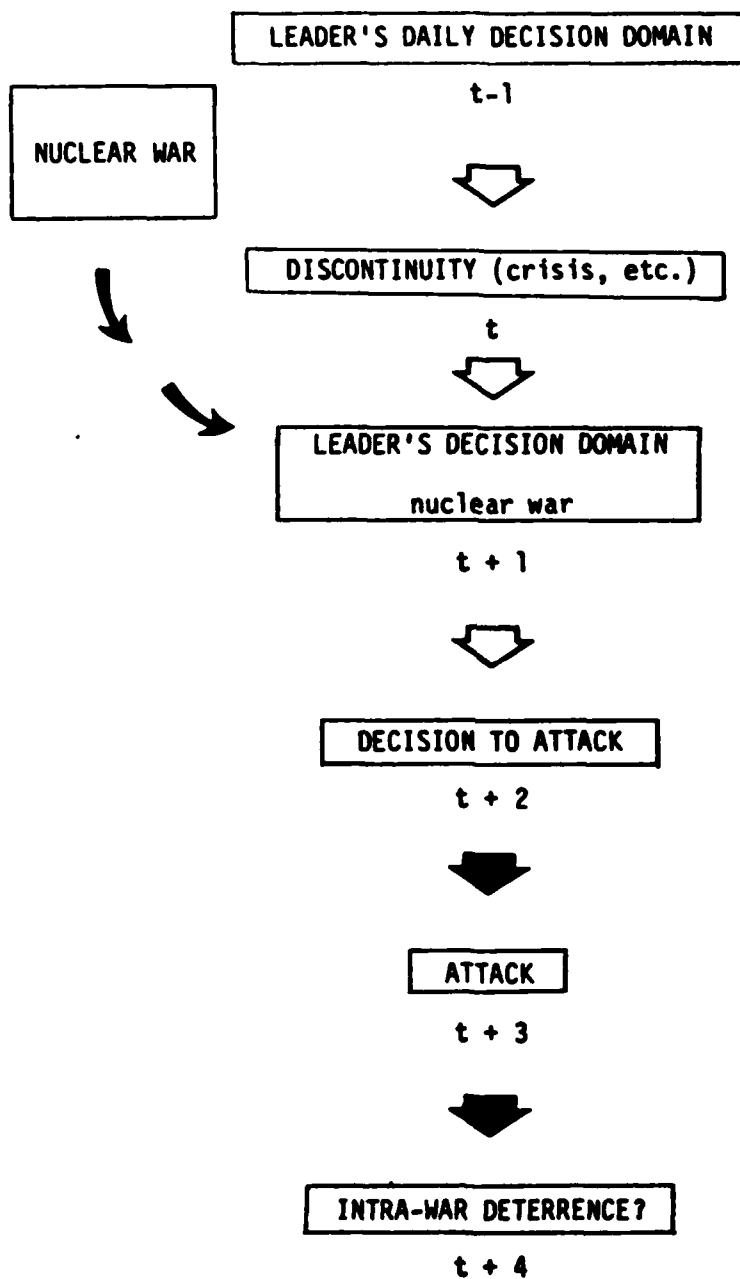 LEADER'S DAILY DECISION DOMAIN
t-1
NUCLEAR WAR
DISCONTINUITY (crisis, etc.)
t
LEADER'S DECISION DOMAIN
nuclear war
t + 1
DECISION TO ATTACK
t + 2
ATTACK
t + 3
INTRA-WAR DETERRENCE?
t + 4